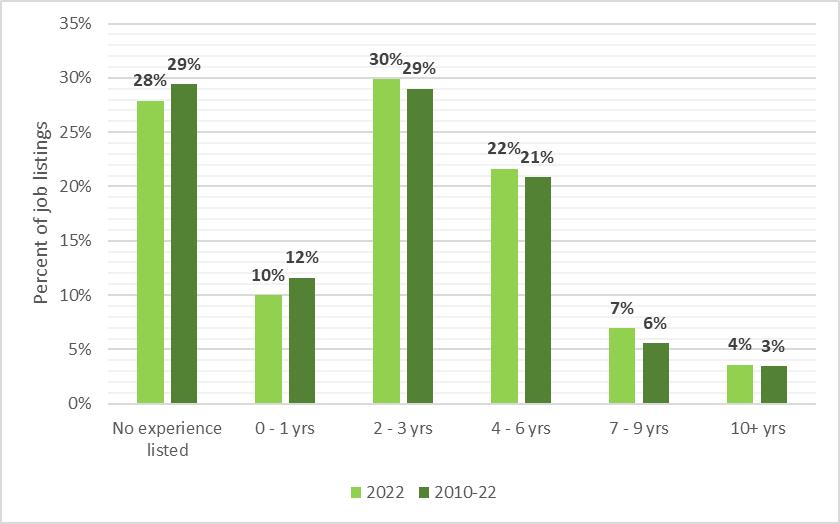 35%
30%
25%
20%
15%
10%
5%
0%
Percent of job listings
28%
29%
10%
12%
30%
29%
22%
21%
7%
6%
4%
3%
No experience
listed
0 - 1 yrs
2 - 3 yrs
4 - 6 yrs
7 - 9 yrs
10+ yrs
2022
2010-22